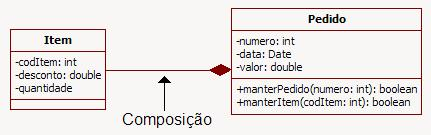 Item
-codItem: int
-desconto: double
-quantidade
Pedido
-numero: int
-data: Date
-valor: double
+manterPedido(numero: int): boolean
+manterItem(codItem: int): boolean
Composição